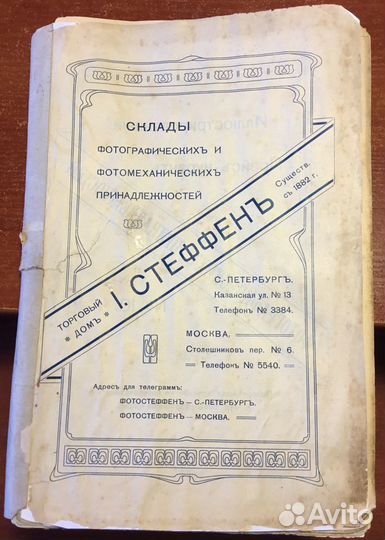 СКЛАДЫ
ФОТОГРАФИЧЕСКИХЪ И
ФОТОМЕХАНИЧЕСКИХЪ
ПРИНАДЛЕЖНОСТЕЙ
ТОРГОВЫЙ
ДОМЪ
І. СТЕФФЕНЪ
Существ.
съ 1882 г.
С.-ПЕТЕРБУРГЪ.
Казанская ул. № 13
Телефонъ № 3384.
МОСКВА.
Столешниковъ пер. № 6.
Телефонъ № 5540.
Адресъ для телеграммъ:
ФОТОСТЕФФЕНЪ — С.-ПЕТЕРБУРГЪ.
ФОТОСТЕФФЕНЪ — МОСКВА.
Avito